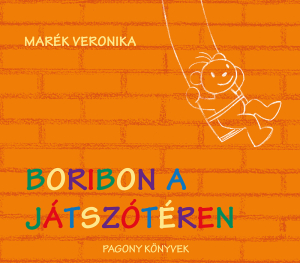 MARÉK VERONIKA
BORIBON A
JÁTSZÓTÉREN
PAGONY KÖNYVEK